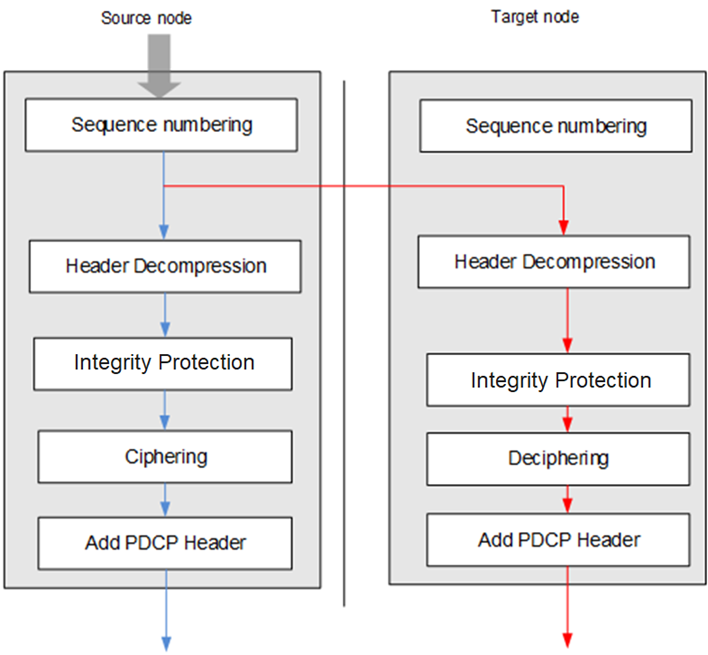 Source node
Target node
Sequence numbering
Sequence numbering
Header Decompression
Header Decompression
Integrity Protection
Integrity Protection
Ciphering
Deciphering
Add PDCP Header
Add PDCP Header